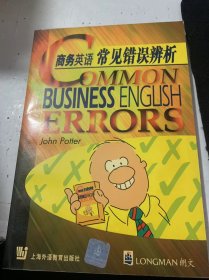 商务英语 常见错误辨析
COMMON
BUSINESS ENGLISH
ERRORS
John Potter
上海外语教育出版社
LONGMAN 朗文